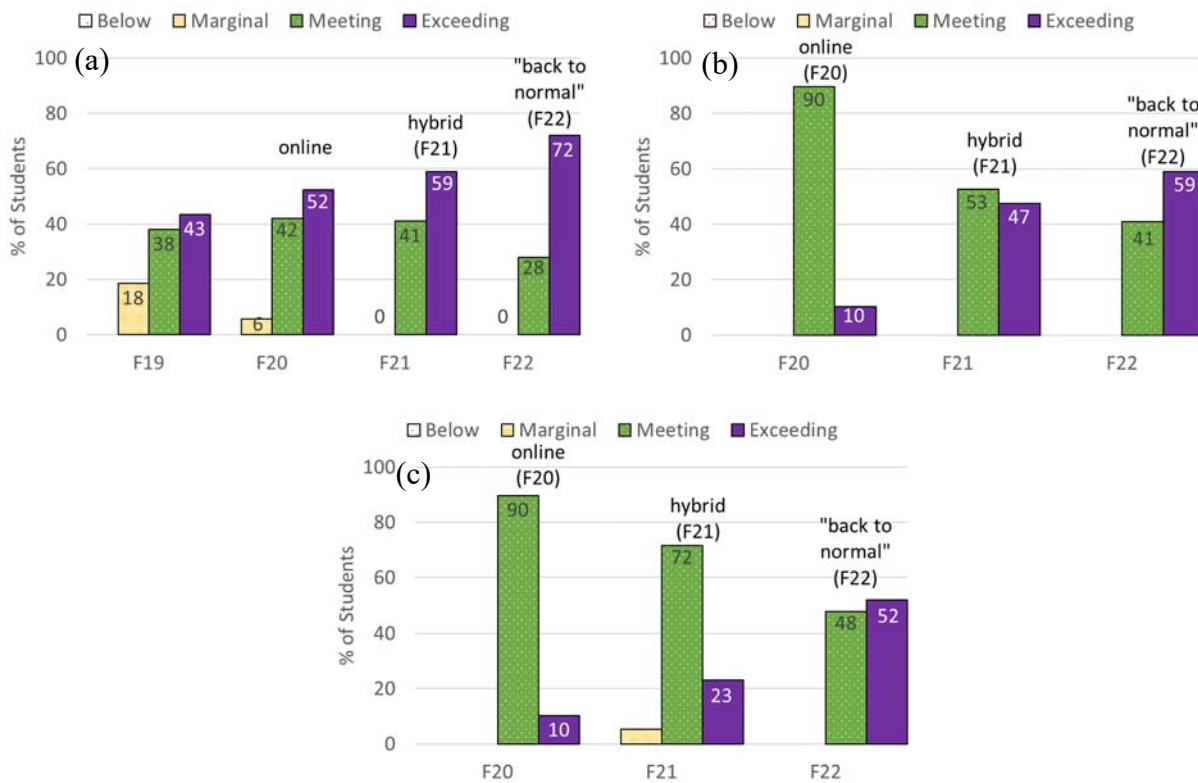 Below Marginal Meeting Exceeding
(a)
% of Students
100
80
60
40
20
0
online
hybrid
(F21)
"back to
normal"
(F22)
18
38
43
6
42
52
0
41
59
0
28
72
F19 F20 F21 F22
Below Marginal Meeting Exceeding
(b)
% of Students
100
80
60
40
20
0
online
(F20)
hybrid
(F21)
"back to
normal"
(F22)
90
10
53
47
41
59
F20 F21 F22
Below Marginal Meeting Exceeding
(c)
% of Students
100
80
60
40
20
0
online
(F20)
hybrid
(F21)
"back to
normal"
(F22)
90
10
72
23
48
52
F20 F21 F22